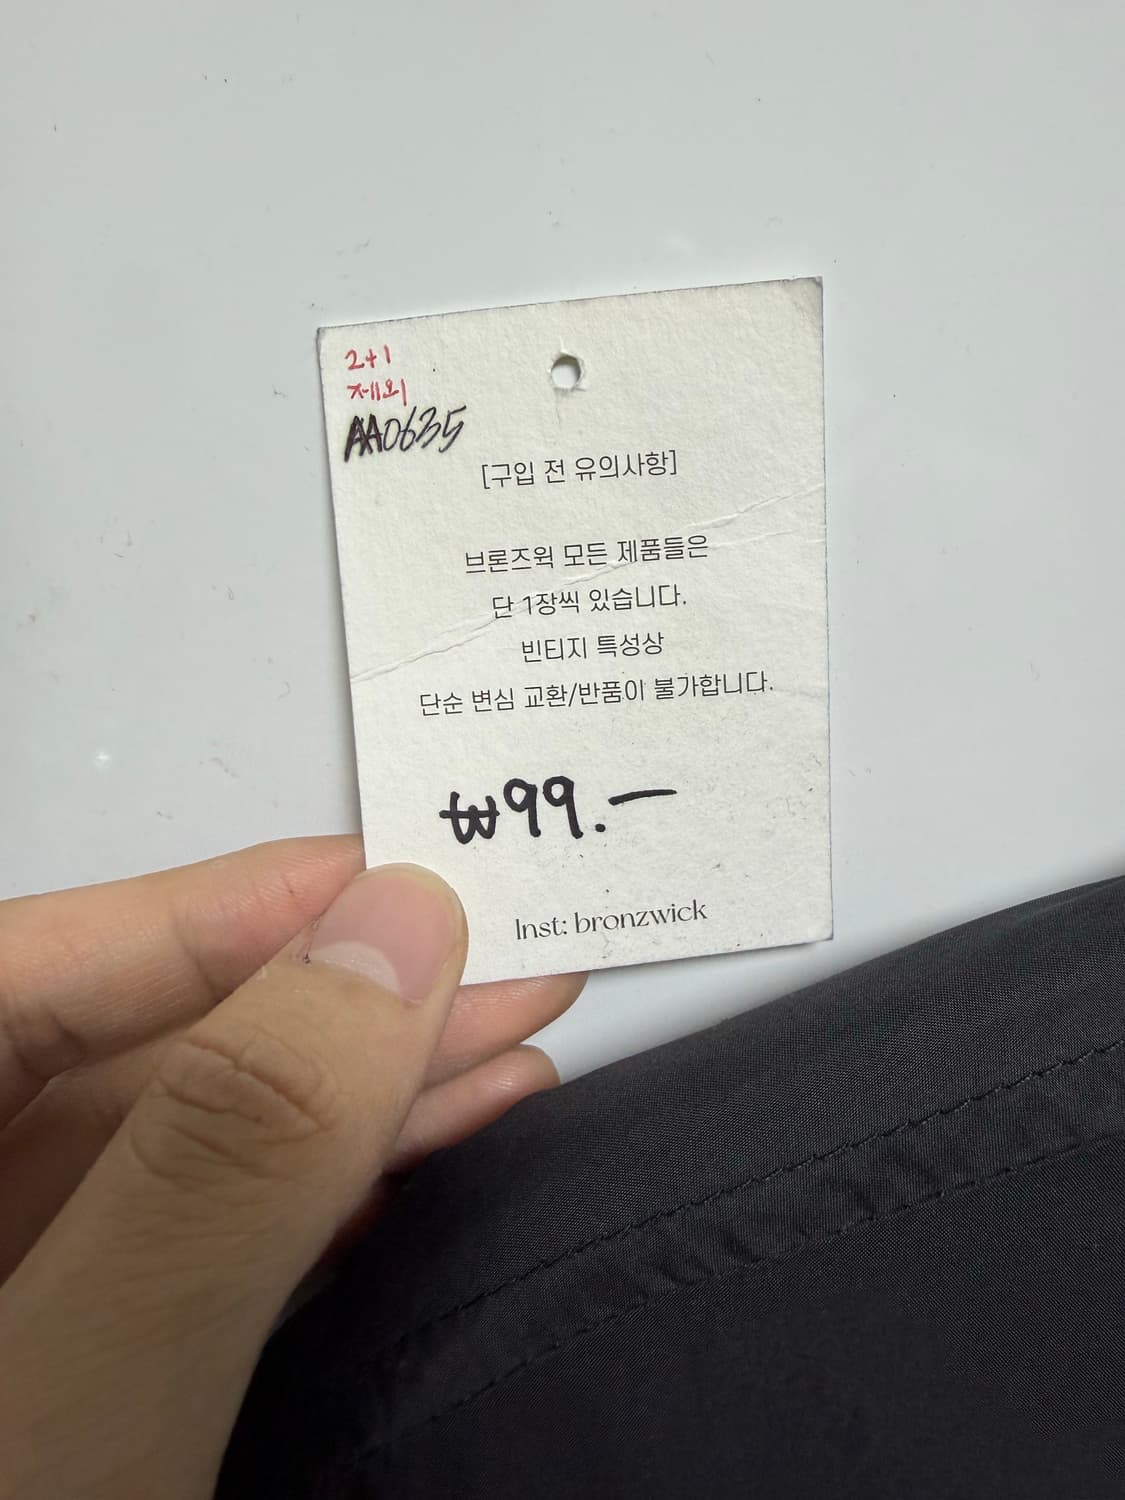 2+1
제외
AA0635
[구입 전 유의사항]
브론즈윅 모든 제품들은
단 1장씩 있습니다.
빈티지 특성상
단순 변심 교환/반품이 불가합니다.
₩99.-
Inst: bronzwick